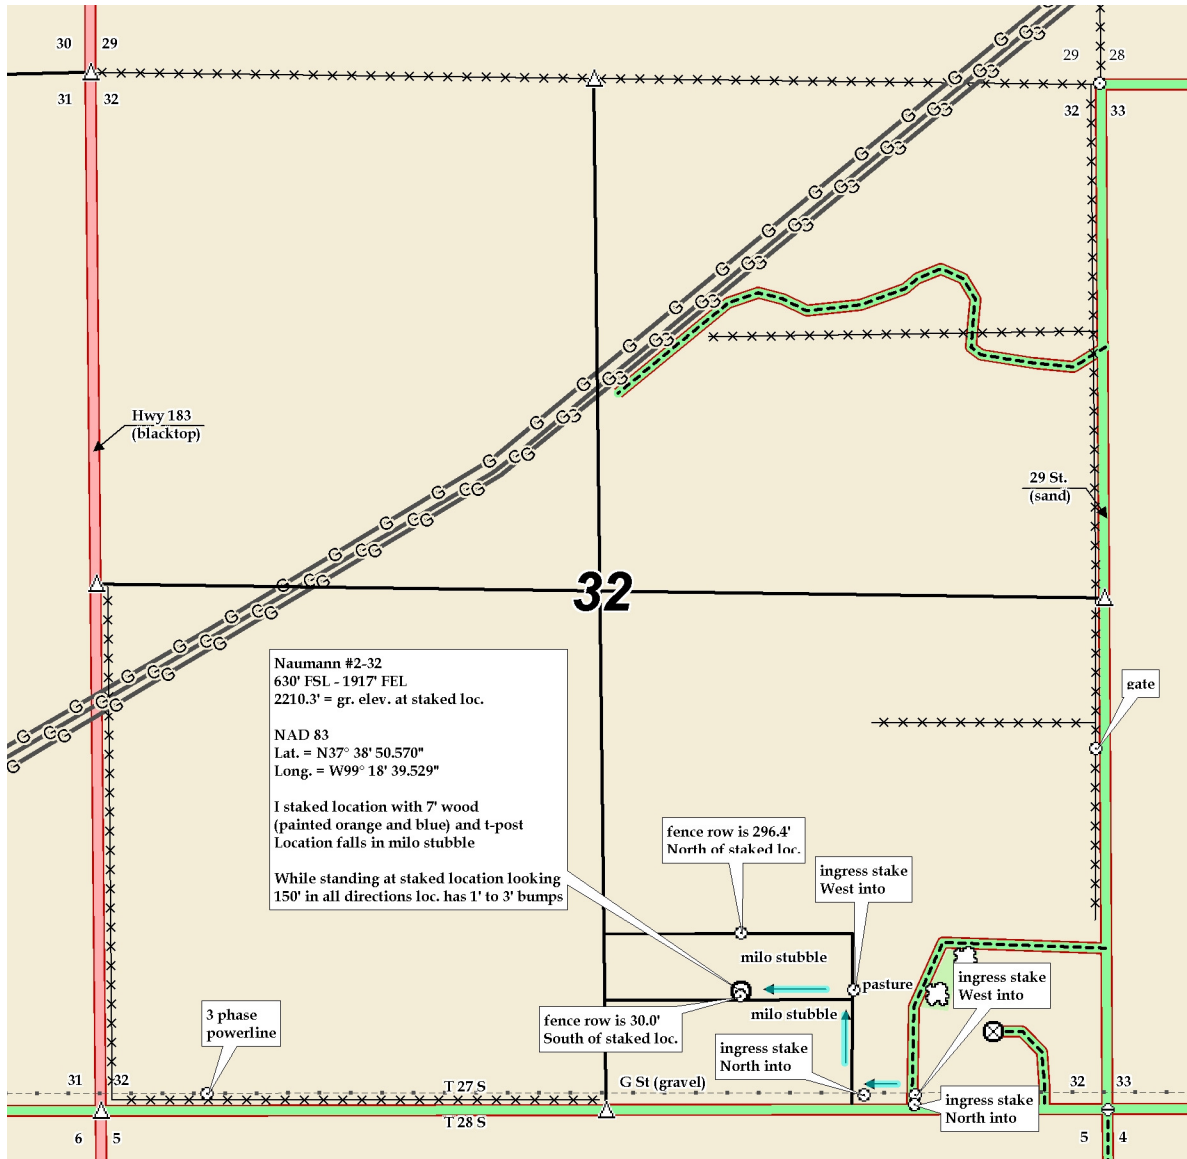 30 29
29 28
31 32
32 33
Hwy 183
(blacktop)
29 St.
(sand)
32
Naumann #2-32
630' FSL - 1917' FEL
2210.3' = gr. elev. at staked loc.
NAD 83
Lat. = N37° 38' 50.570"
Long. = W99° 18' 39.529"
I staked location with 7' wood
(painted orange and blue) and t-post
Location falls in milo stubble
While standing at staked location looking
150' in all directions loc. has 1' to 3' bumps
gate
fence row is 296.4'
North of staked loc.
ingress stake
West into
milo stubble
pasture
ingress stake
West into
milo stubble
3 phase
powerline
fence row is 30.0'
South of staked loc.
ingress stake
North into
31 32
T 27 S
G St (gravel)
32 33
ingress stake
North into
T 28 S
6 5
5 4